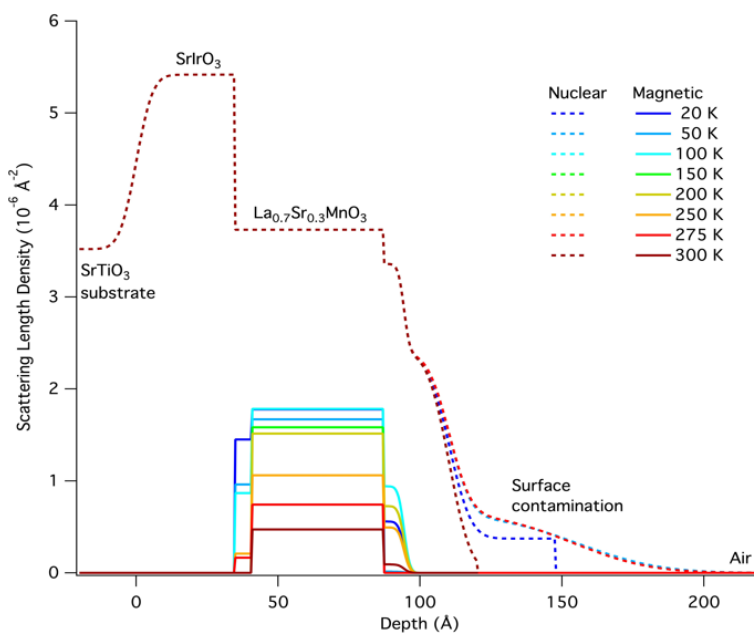 6
5
4
3
2
1
0
Scattering Length Density (10⁻⁶ Å⁻²)
SrIrO₃
Nuclear Magnetic
20 K
50 K
100 K
150 K
200 K
250 K
275 K
300 K
La₀.₇Sr₀.₃MnO₃
SrTiO₃
substrate
Surface
contamination
Air
0 50 100 150 200
Depth (Å)